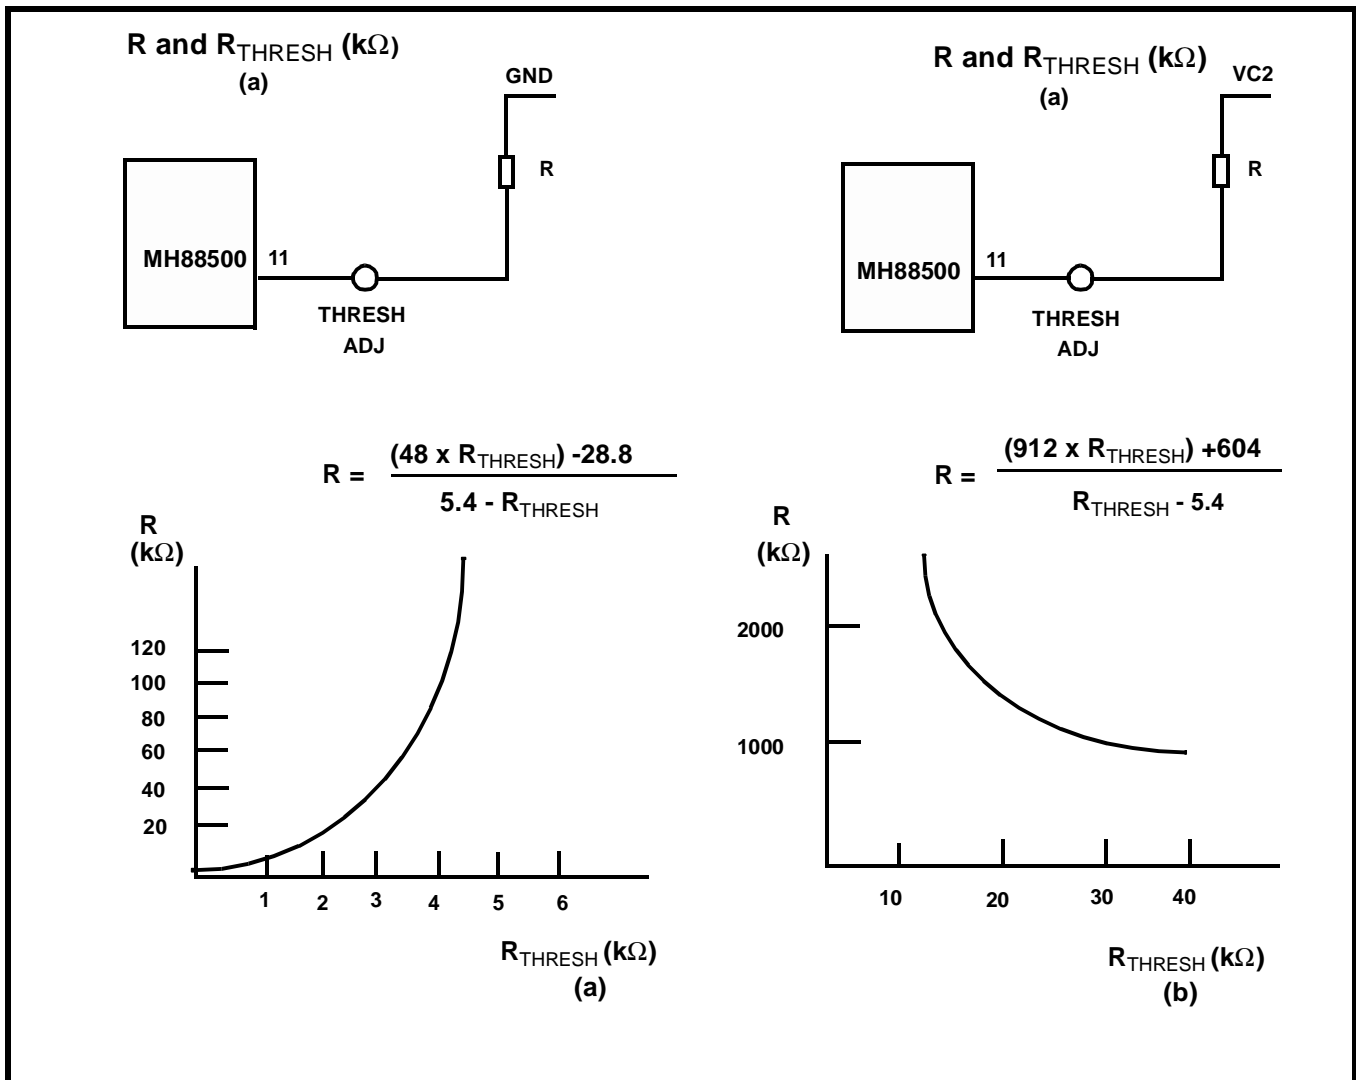 R and RTHRESH (kΩ)
(a)
GND
R
MH88500
11
THRESH
ADJ
R and RTHRESH (kΩ)
(a)
VC2
R
MH88500
11
THRESH
ADJ
R = (48 x RTHRESH) -28.8
5.4 - RTHRESH
R
(kΩ)
120
100
80
60
40
20
1 2 3 4 5 6
RTHRESH (kΩ)
(a)
R = (912 x RTHRESH) +604
RTHRESH - 5.4
R
(kΩ)
2000
1000
10 20 30 40
RTHRESH (kΩ)
(b)